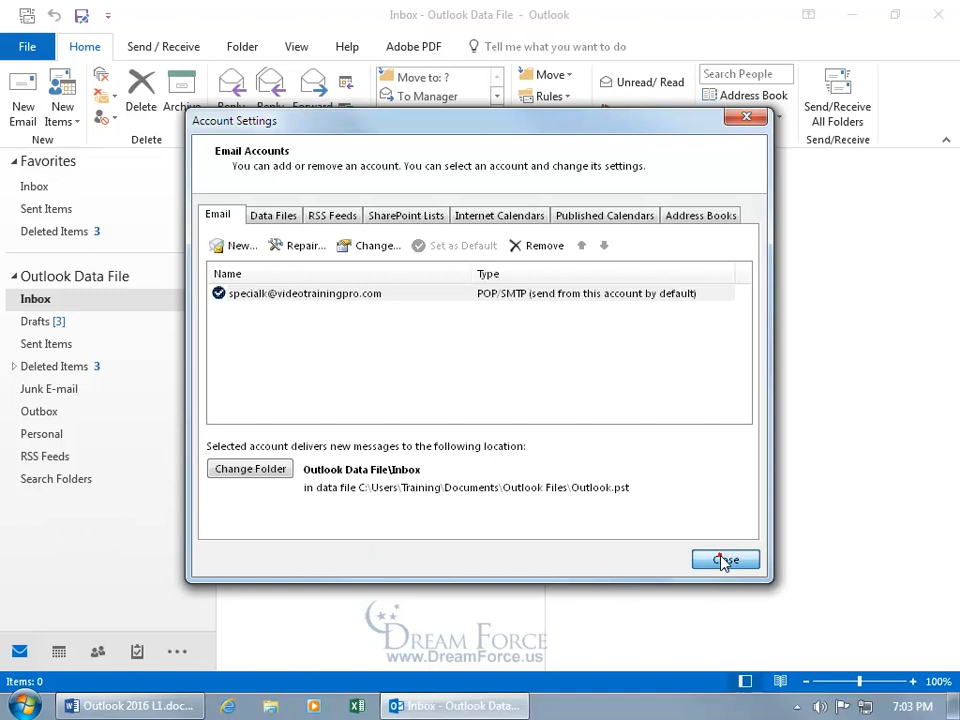 Inbox - Outlook Data File - Outlook
File Home Send / Receive Folder View Help Adobe PDF Tell me what you want to do
New Email
New Items
Delete
Archive
Reply
Reply
Forward
Move to: ?
To Manager
Move
Rules
Unread/ Read
Search People
Address Book
Send/Receive All Folders
New
Delete
Send/Receive
Favorites
Inbox
Sent Items
Deleted Items 3
Outlook Data File
Inbox
Drafts [3]
Sent Items
Deleted Items 3
Junk E-mail
Outbox
Personal
RSS Feeds
Search Folders
Account Settings
Email Accounts
You can add or remove an account. You can select an account and change its settings.
Email Data Files RSS Feeds SharePoint Lists Internet Calendars Published Calendars Address Books
New... Repair... Change... Set as Default Remove
Name Type
specialk@videotrainingpro.com POP/SMTP (send from this account by default)
Selected account delivers new messages to the following location:
Change Folder Outlook Data File\Inbox
in data file C:\Users\Training\Documents\Outlook Files\Outlook.pst
Close
DREAM FORCE
www.DreamForce.us
Items: 0 100%
Outlook 2016 L1.doc... Inbox - Outlook Data... 7:03 PM